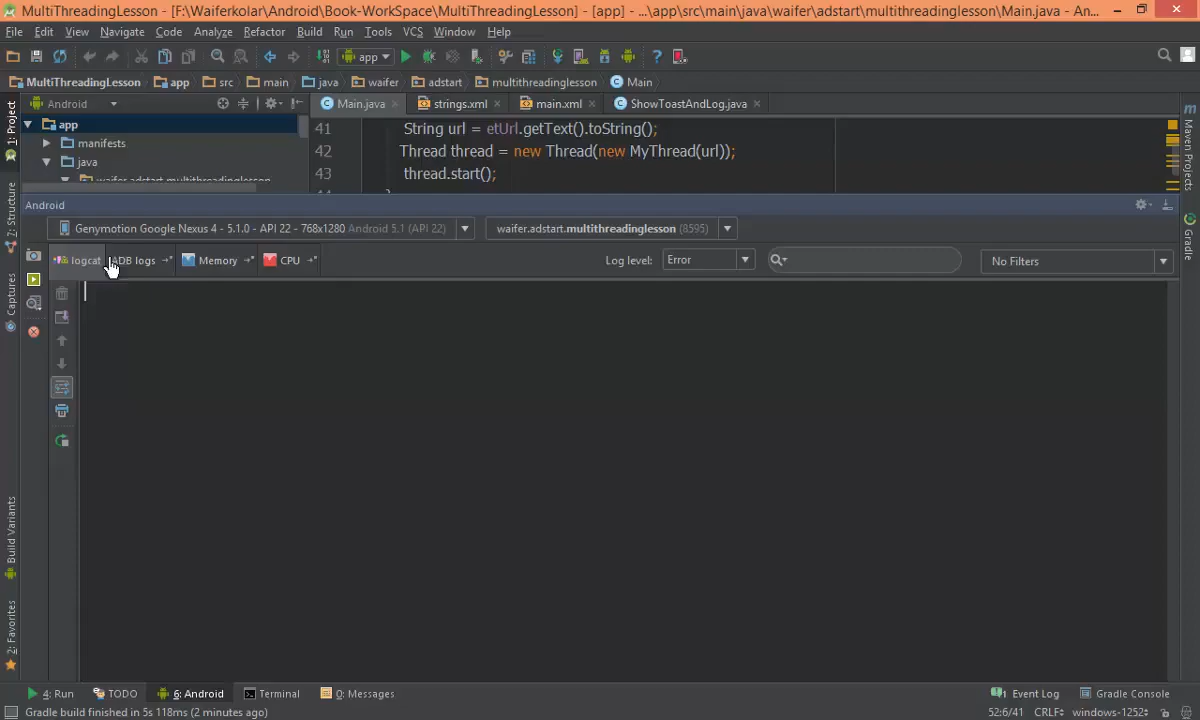 MultiThreadingLesson - [F:\Waiferkolar\Android\Book-WorkSpace\MultiThreadingLesson] - [app] - ...\app\src\main\java\waifer\adstart\multithreadinglesson\Main.java - An...
File Edit View Navigate Code Analyze Refactor Build Run Tools VCS Window Help
app
MultiThreadingLesson app src main java waifer adstart multithreadinglesson Main
1: Project
Android
Main.java strings.xml main.xml ShowToastAndLog.java
app
manifests
java
waifer.adstart.multithreadinglesson
41 String url = etUrl.getText().toString();
42 Thread thread = new Thread(new MyThread(url));
43 thread.start();
Maven Projects
Gradle
Z: Structure
Captures
Build Variants
2: Favorites
Android
Genymotion Google Nexus 4 - 5.1.0 - API 22 - 768x1280 Android 5.1 (API 22)
waifer.adstart.multithreadinglesson (8595)
logcat ADB logs Memory CPU
Log level: Error
No Filters
4: Run TODO 6: Android Terminal 0: Messages
Event Log Gradle Console
Gradle build finished in 5s 118ms (2 minutes ago)
52:6/41 CRLF windows-1252